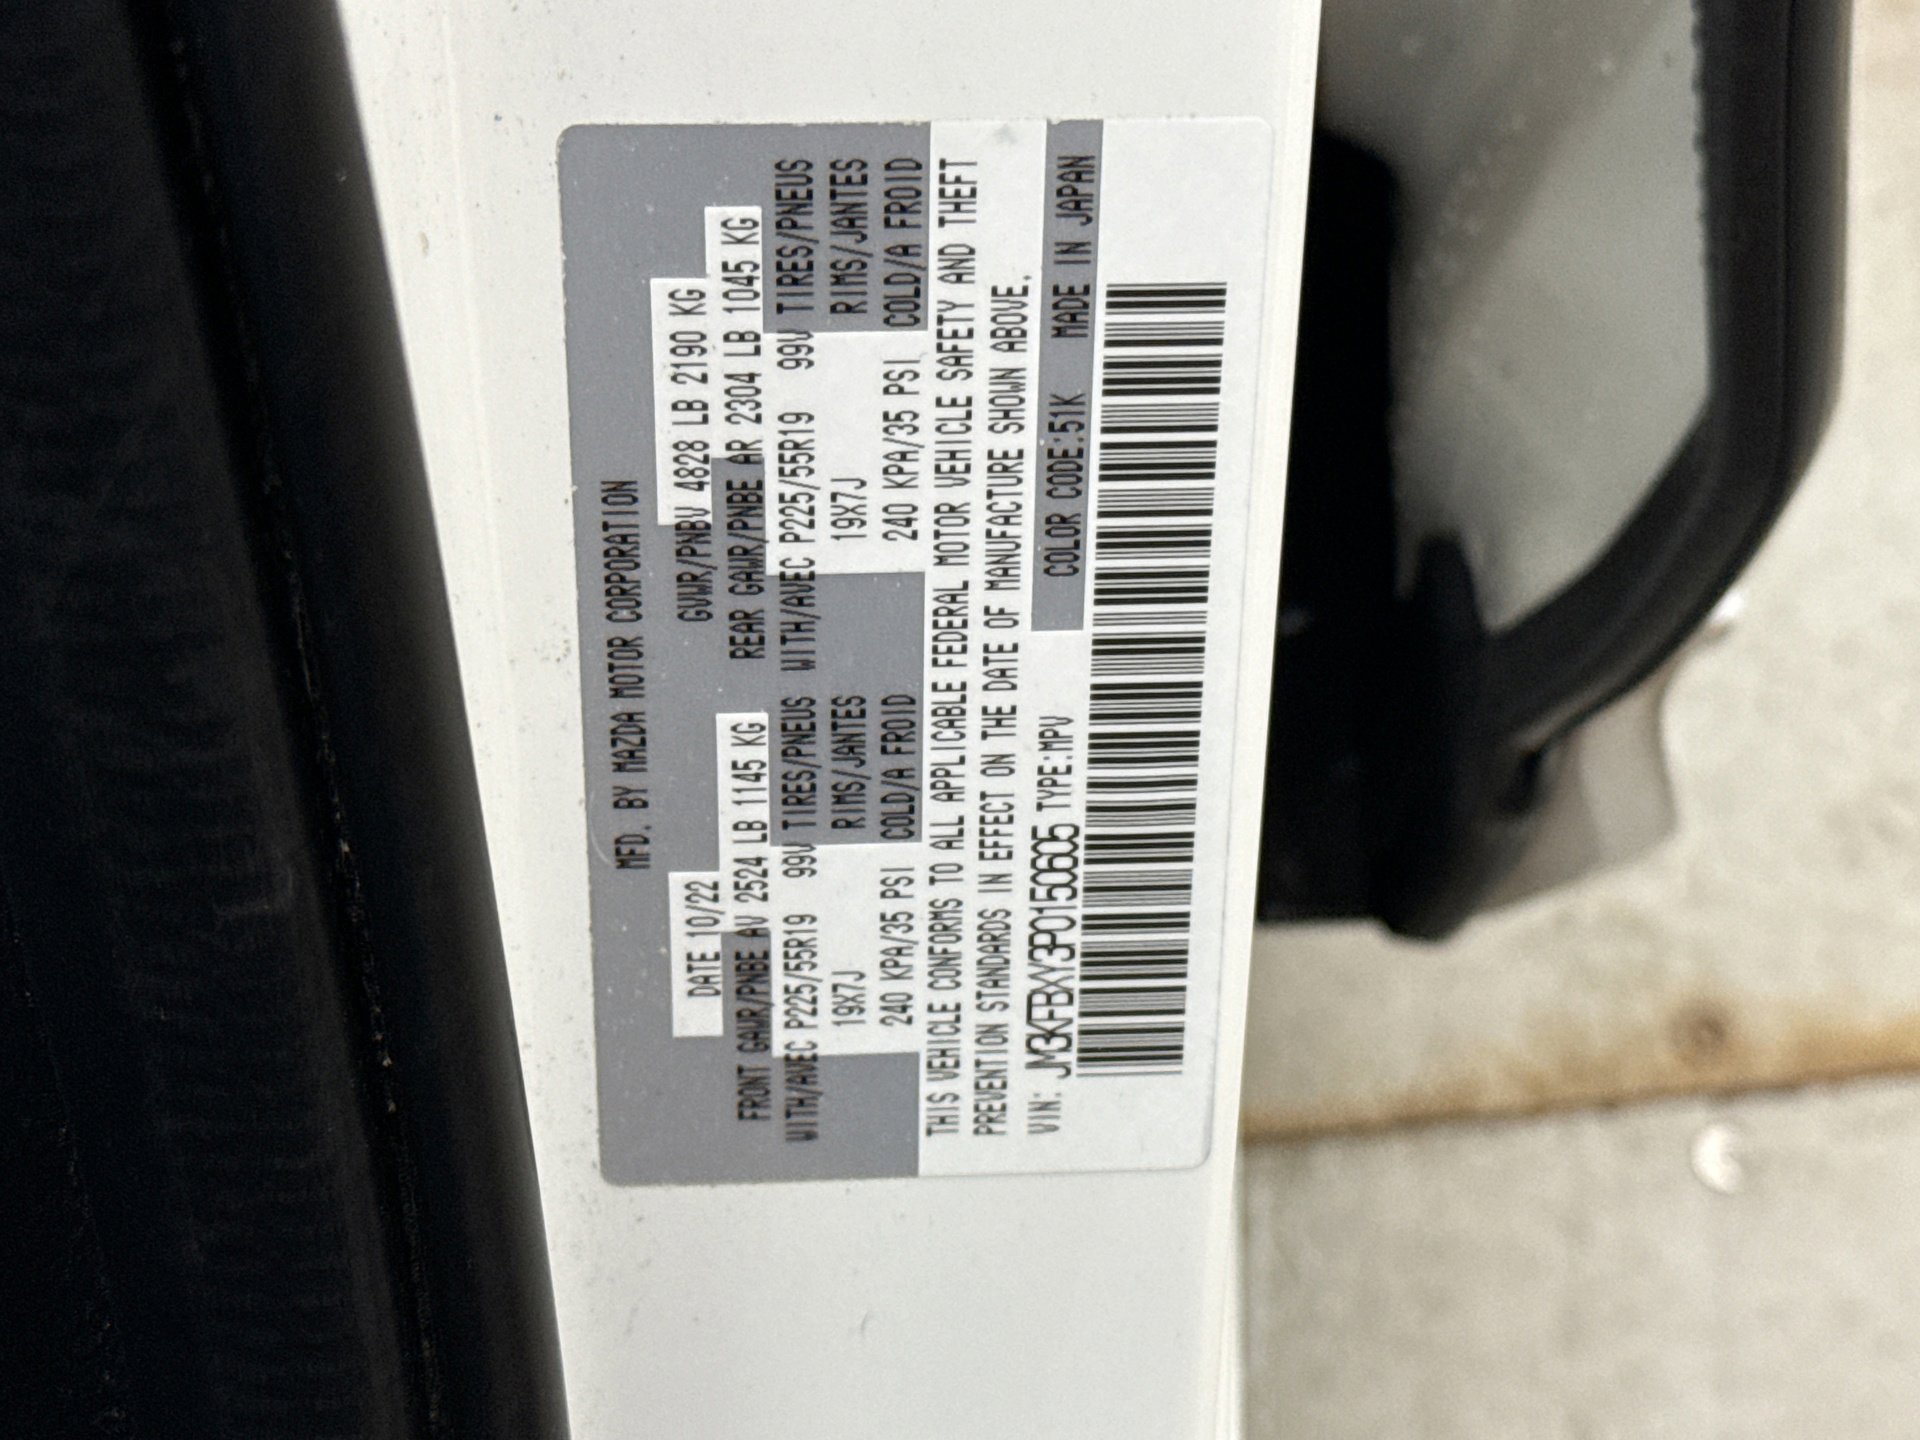 MFD. BY MAZDA MOTOR CORPORATION
DATE 10/22 GVWR/PNBV 4828 LB 2190 KG
FRONT GAWR/PNBE AV 2524 LB 1145 KG REAR GAWR/PNBE AR 2304 LB 1045 KG
WITH/AVEC P225/55R19 99V TIRES/PNEUS WITH/AVEC P225/55R19 99V TIRES/PNEUS
19X7J RIMS/JANTES 19X7J RIMS/JANTES
240 KPA/35 PSI COLD/A FROID 240 KPA/35 PSI COLD/A FROID
THIS VEHICLE CONFORMS TO ALL APPLICABLE FEDERAL MOTOR VEHICLE SAFETY AND THEFT
PREVENTION STANDARDS IN EFFECT ON THE DATE OF MANUFACTURE SHOWN ABOVE.
VIN: JM3KFBXY3P0150605 TYPE:MPV COLOR CODE:51K MADE IN JAPAN